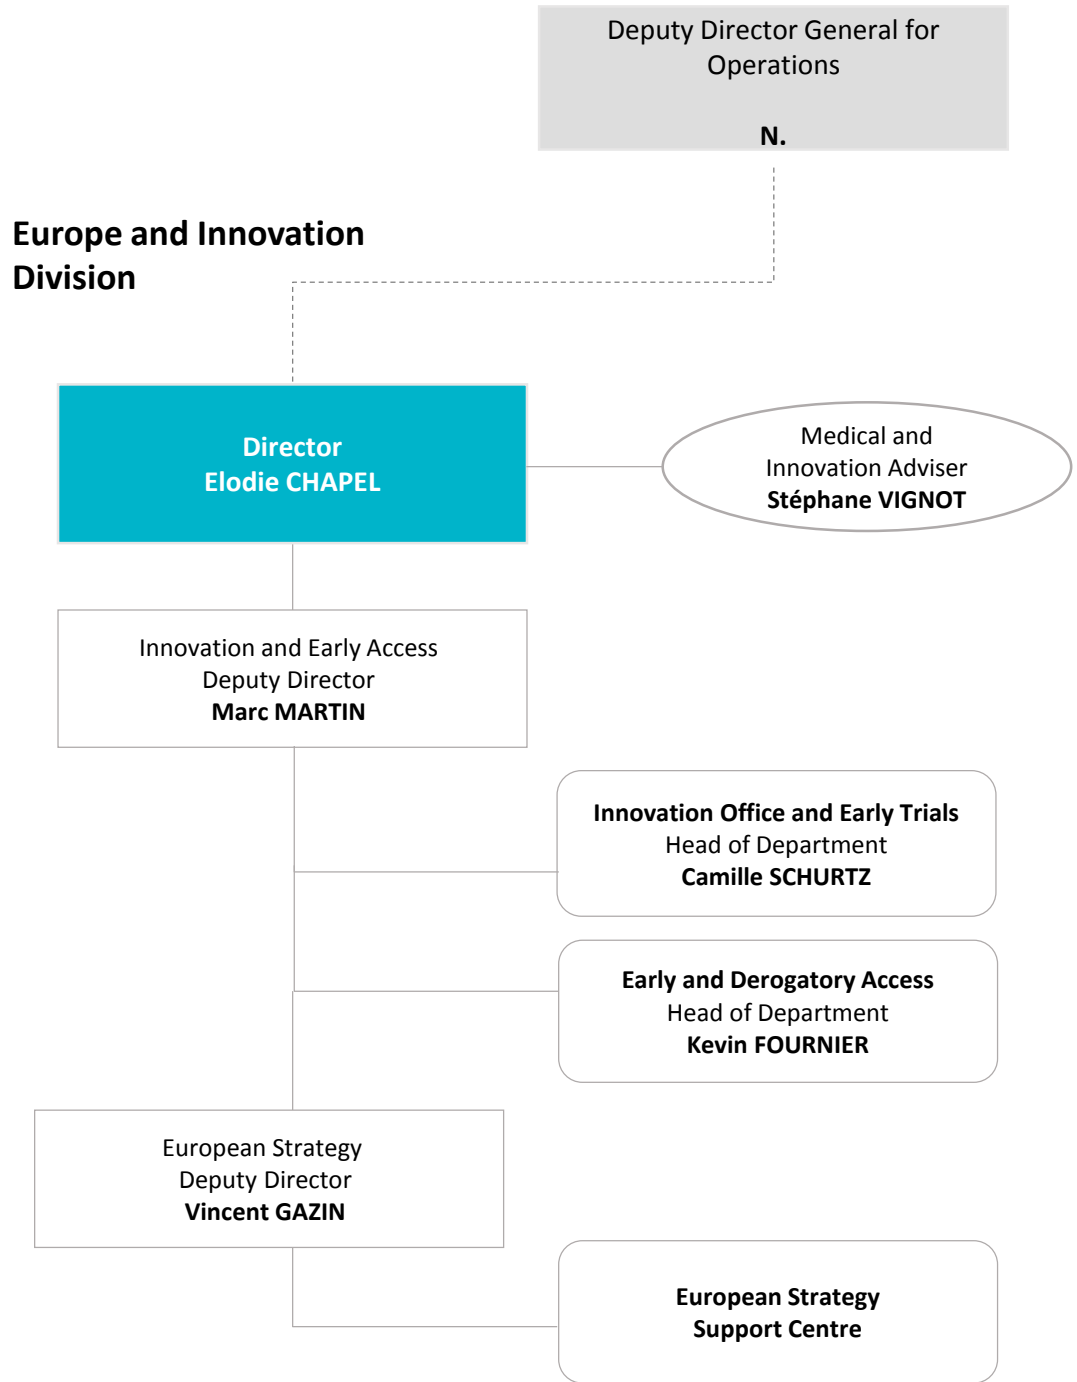 Deputy Director General for
Operations
N.
Europe and Innovation
Division
Director
Elodie CHAPEL
Medical and
Innovation Adviser
Stéphane VIGNOT
Innovation and Early Access
Deputy Director
Marc MARTIN
Innovation Office and Early Trials
Head of Department
Camille SCHURTZ
Early and Derogatory Access
Head of Department
Kevin FOURNIER
European Strategy
Deputy Director
Vincent GAZIN
European Strategy
Support Centre